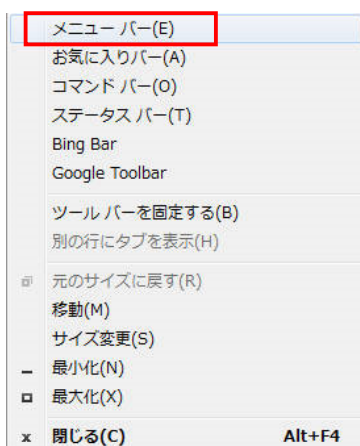 メニュー バー(E)
お気に入りバー(A)
コマンド バー(O)
ステータス バー(T)
Bing Bar
Google Toolbar
ツール バーを固定する(B)
別の行にタブを表示(H)
元のサイズに戻す(R)
移動(M)
サイズ変更(S)
最小化(N)
最大化(X)
閉じる(C) Alt+F4